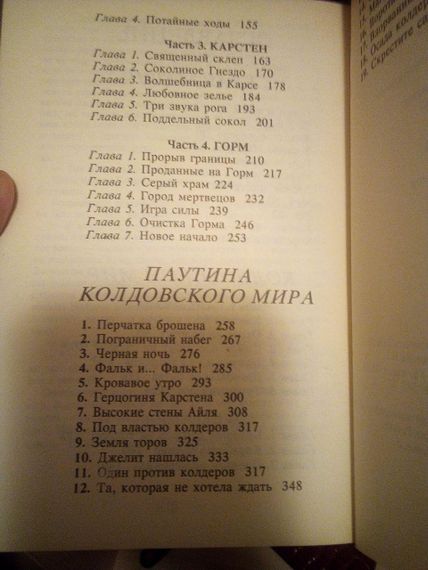 Глава 4. Потайные ходы 155
Часть 3. КАРСТЕН
Глава 1. Священный склеп 163
Глава 2. Соколиное Гнездо 170
Глава 3. Волшебница в Карсе 178
Глава 4. Любовное зелье 184
Глава 5. Три звука рога 193
Глава 6. Поддельный сокол 201
Часть 4. ГОРМ
Глава 1. Прорыв границы 210
Глава 2. Проданные на Горм 217
Глава 3. Серый храм 224
Глава 4. Город мертвецов 232
Глава 5. Игра силы 239
Глава 6. Очистка Горма 246
Глава 7. Новое начало 253
ПАУТИНА
КОЛДОВСКОГО МИРА
1. Перчатка брошена 258
2. Пограничный набег 267
3. Черная ночь 276
4. Фальк и... Фальк! 285
5. Кровавое утро 293
6. Герцогиня Карстена 300
7. Высокие стены Айля 308
8. Под властью колдеров 317
9. Земля торов 325
10. Джелит нашлась 333
11. Один против колдеров 317
12. Та, которая не хотела ждать 348
17.
18. Осада
19. Скрестите